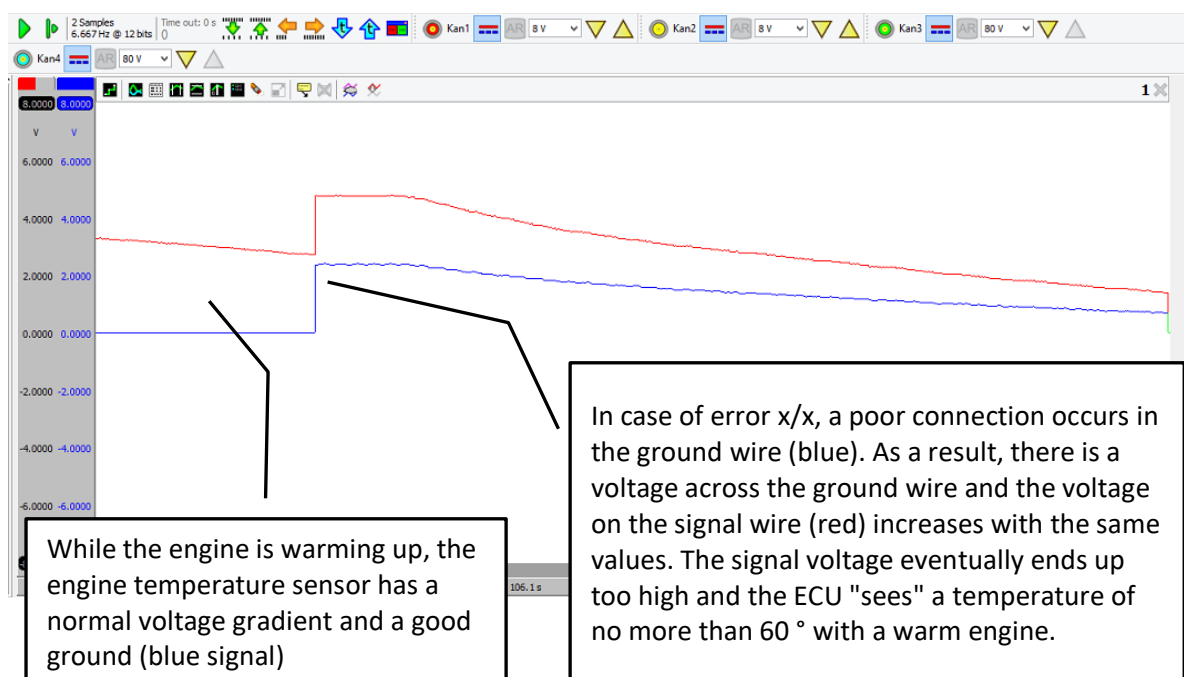 2 Samples
6.667 Hz @ 12 bits
Time out: 0 s
0
Kan1
AR
8 V
Kan2
AR
8 V
Kan3
AR
80 V
Kan4
AR
80 V
1
8.0000 8.0000
V V
6.0000 6.0000
4.0000 4.0000
2.0000 2.0000
0.0000 0.0000
-2.0000 -2.0000
-4.0000 -4.0000
-6.0000 -6.0000
106.1 s
While the engine is warming up, the
engine temperature sensor has a
normal voltage gradient and a good
ground (blue signal)
In case of error x/x, a poor connection occurs in
the ground wire (blue). As a result, there is a
voltage across the ground wire and the voltage
on the signal wire (red) increases with the same
values. The signal voltage eventually ends up
too high and the ECU "sees" a temperature of
no more than 60 ° with a warm engine.